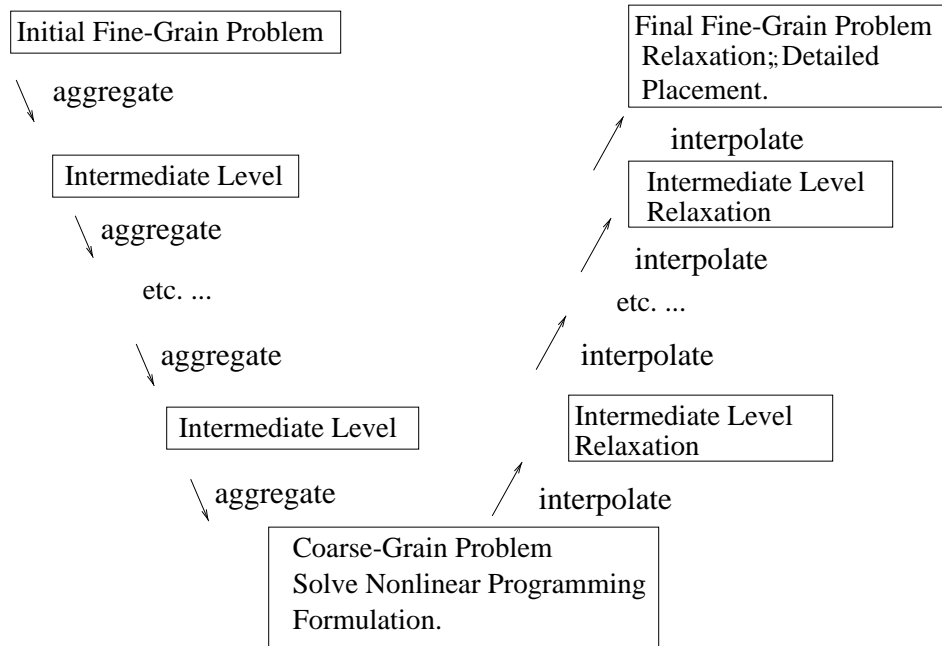 Initial Fine-Grain Problem
aggregate
Intermediate Level
aggregate
etc. ...
aggregate
Intermediate Level
aggregate
Coarse-Grain Problem
Solve Nonlinear Programming
Formulation.
interpolate
Intermediate Level
Relaxation
interpolate
etc. ...
interpolate
Intermediate Level
Relaxation
interpolate
Final Fine-Grain Problem
Relaxation;; Detailed
Placement.